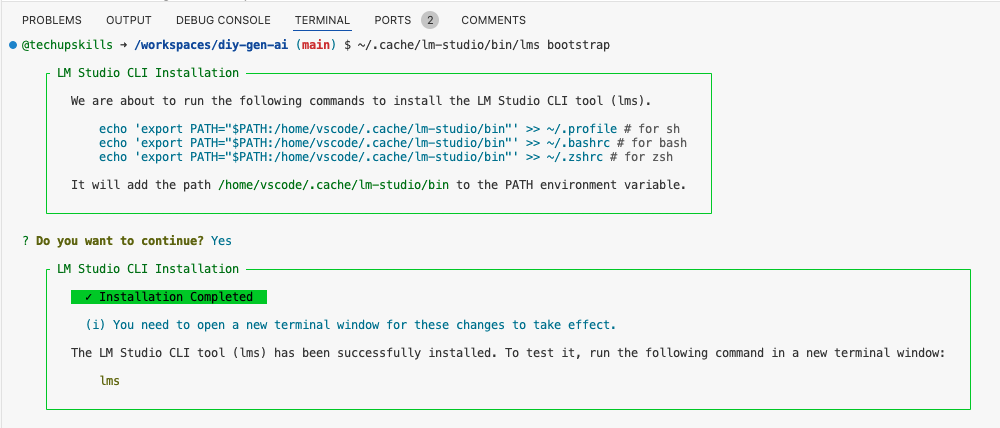 PROBLEMS OUTPUT DEBUG CONSOLE TERMINAL PORTS 2 COMMENTS
@techupskills → /workspaces/diy-gen-ai (main) $ ~/.cache/lm-studio/bin/lms bootstrap
LM Studio CLI Installation
We are about to run the following commands to install the LM Studio CLI tool (lms).
echo 'export PATH="$PATH:/home/vscode/.cache/lm-studio/bin"' >> ~/.profile # for sh
echo 'export PATH="$PATH:/home/vscode/.cache/lm-studio/bin"' >> ~/.bashrc # for bash
echo 'export PATH="$PATH:/home/vscode/.cache/lm-studio/bin"' >> ~/.zshrc # for zsh
It will add the path /home/vscode/.cache/lm-studio/bin to the PATH environment variable.
? Do you want to continue? Yes
LM Studio CLI Installation
✓ Installation Completed
(i) You need to open a new terminal window for these changes to take effect.
The LM Studio CLI tool (lms) has been successfully installed. To test it, run the following command in a new terminal window:
lms